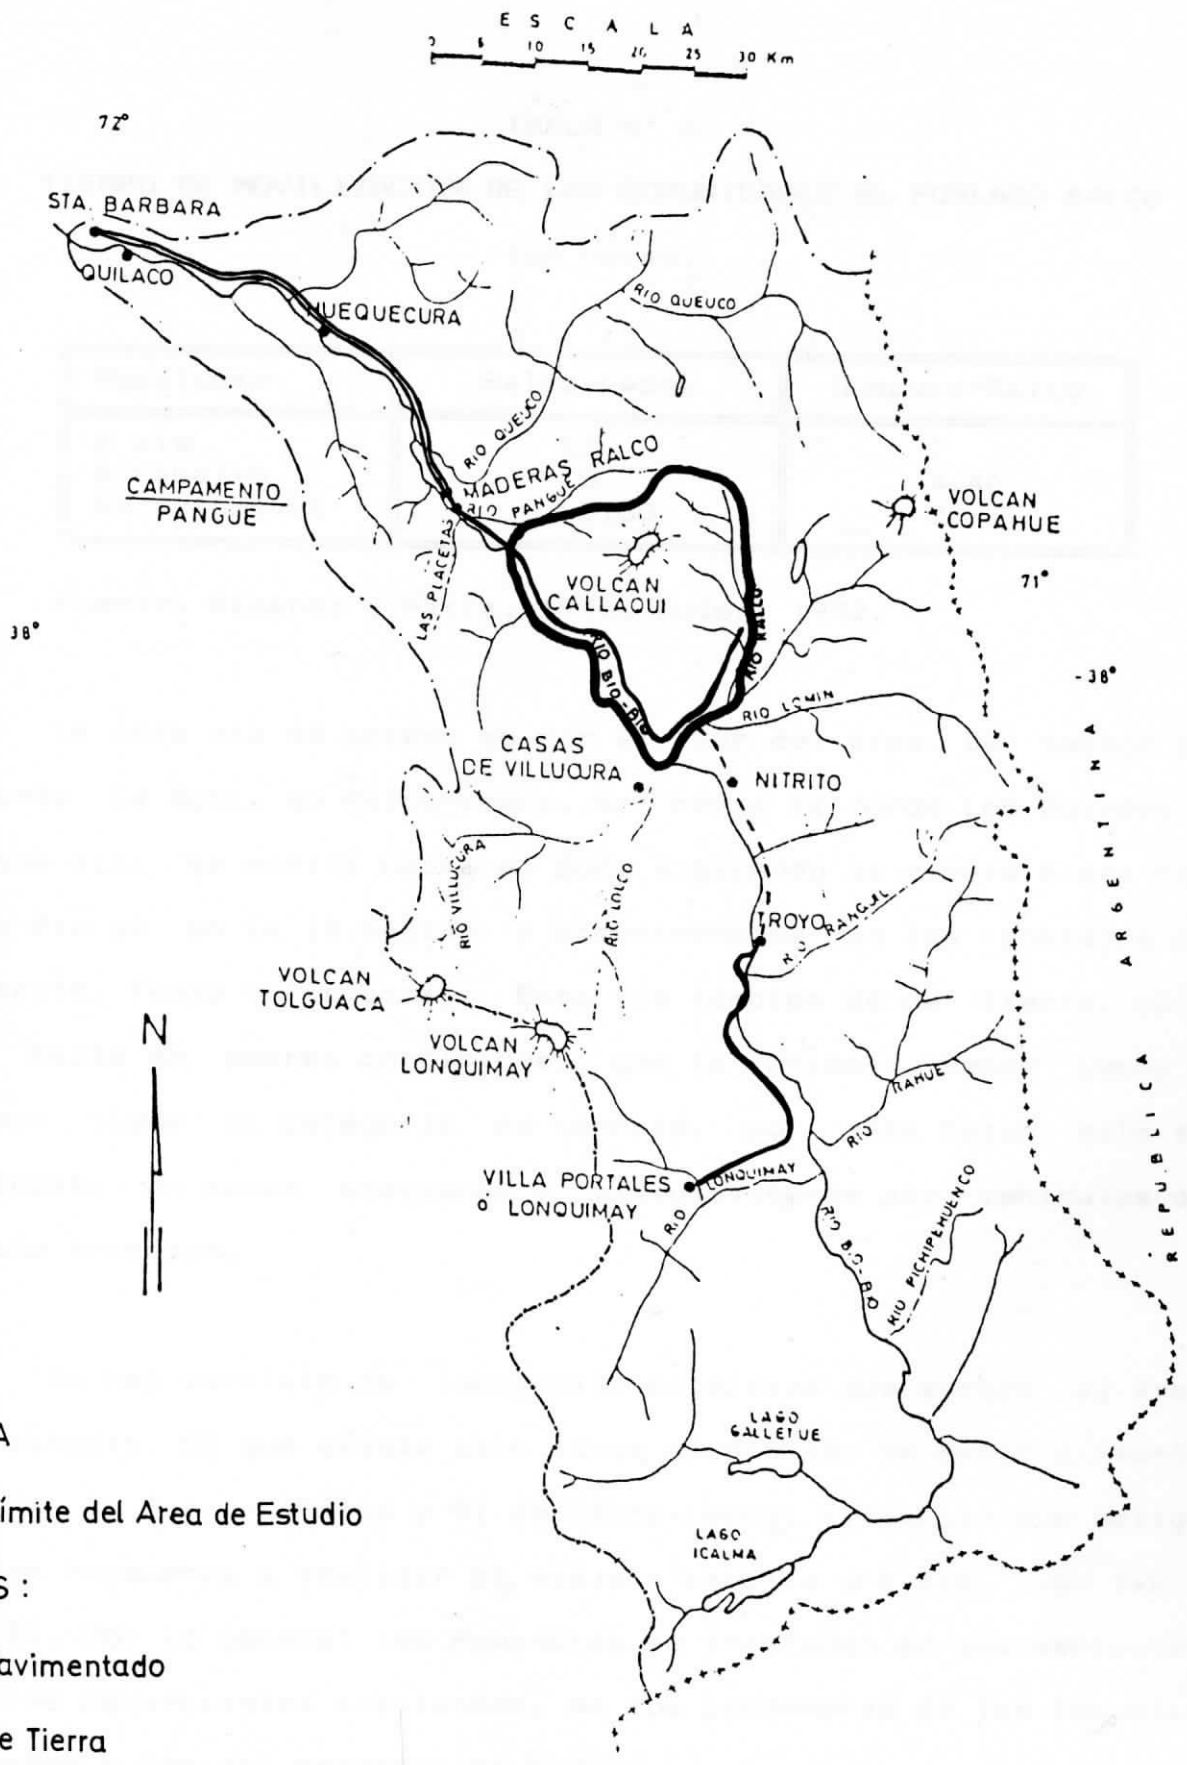 E S C A L A
0 5 10 15 20 25 30 Km
72°
STA. BARBARA
QUILACO
HUEQUECURA
RIO QUEUCO
RIO QUEUCO
MADERAS RALCO
RIO PANGUE
CAMPAMENTO
PANGUE
LAS PLACETAS
VOLCAN
COPAHUE
VOLCAN
CALLAQUI
71°
38°
RIO RALCO
RIO BIO-BIO
-38°
RIO LOMIN
CASAS
DE VILLUCURA
NITRITO
RIO VILLUCURA
RIO LOLCO
TROYO
RIO RANGUIL
VOLCAN
TOLGUACA
N
VOLCAN
LONQUIMAY
RIO RAHUE
VILLA PORTALES
ó LONQUIMAY
RIO LONQUIMAY
RIO BIO-BIO
RIO PICHIPEHUENCO
REPUBLICA ARGENTINA
LAGO
GALLETUE
LAGO
ICALMA
A
ímite del Area de Estudio
S :
avimentado
e Tierra